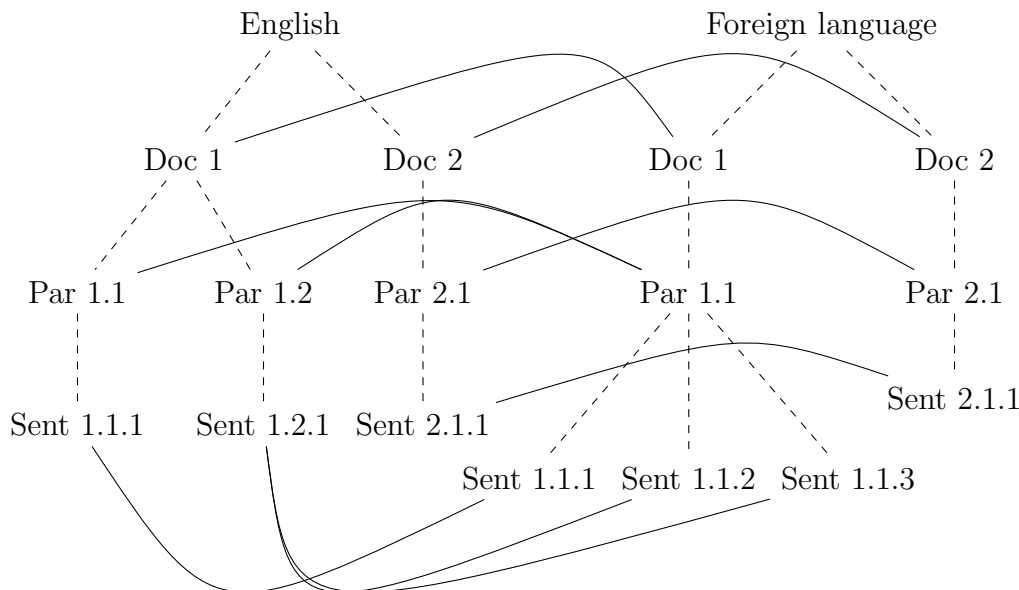 English Foreign language
Doc 1 Doc 2 Doc 1 Doc 2
Par 1.1 Par 1.2 Par 2.1 Par 1.1 Par 2.1
Sent 2.1.1
Sent 1.1.1 Sent 1.2.1 Sent 2.1.1
Sent 1.1.1 Sent 1.1.2 Sent 1.1.3